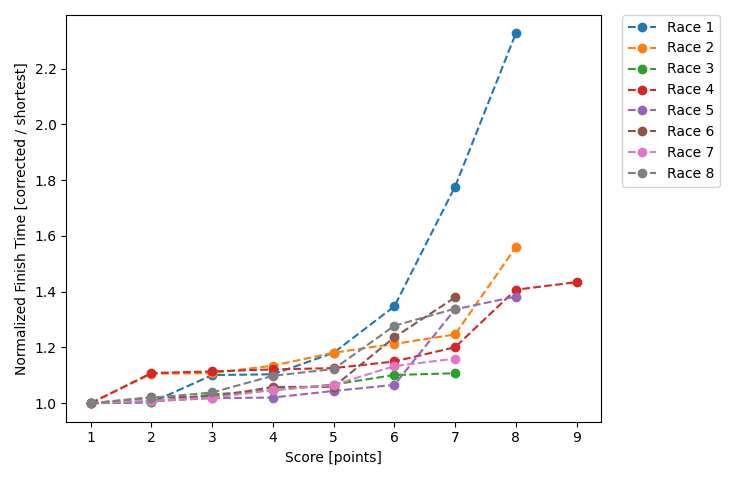 Normalized Finish Time [corrected / shortest]
2.2
2.0
1.8
1.6
1.4
1.2
1.0
1 2 3 4 5 6 7 8 9
Score [points]
Race 1
Race 2
Race 3
Race 4
Race 5
Race 6
Race 7
Race 8